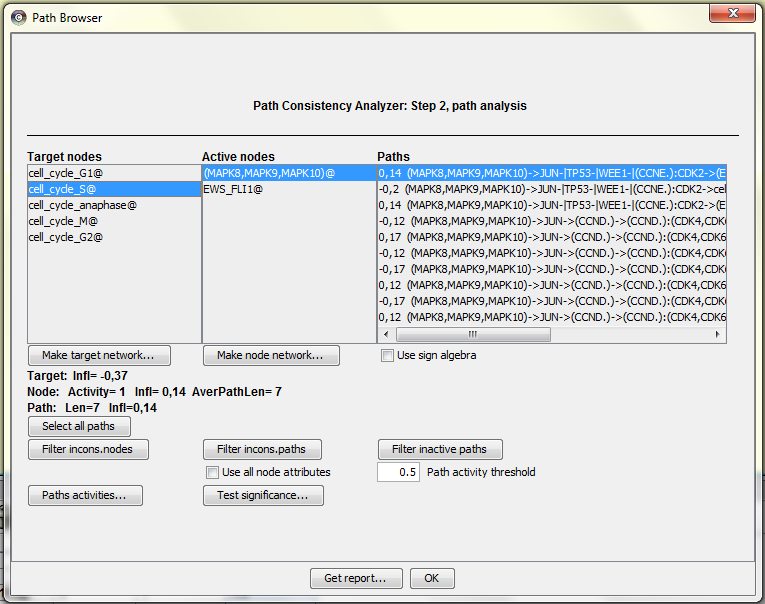 Path Browser
Path Consistency Analyzer: Step 2, path analysis
Target nodes
cell_cycle_G1@
cell_cycle_S@
cell_cycle_anaphase@
cell_cycle_M@
cell_cycle_G2@
Active nodes
(MAPK8,MAPK9,MAPK10)@
EWS_FLI1@
Paths
0,14 (MAPK8,MAPK9,MAPK10)->JUN-|TP53-|WEE1-|(CCNE.):CDK2->(E
-0,2 (MAPK8,MAPK9,MAPK10)->JUN-|TP53-|WEE1-|(CCNE.):CDK2->cel
0,14 (MAPK8,MAPK9,MAPK10)->JUN-|TP53-|WEE1-|(CCNE.):CDK2->(E
-0,12 (MAPK8,MAPK9,MAPK10)->JUN->(CCND.)->(CCND.):(CDK4,CDK6
0,17 (MAPK8,MAPK9,MAPK10)->JUN->(CCND.)->(CCND.):(CDK4,CDK6
-0,12 (MAPK8,MAPK9,MAPK10)->JUN->(CCND.)->(CCND.):(CDK4,CDK6
-0,17 (MAPK8,MAPK9,MAPK10)->JUN->(CCND.)->(CCND.):(CDK4,CDK6
0,12 (MAPK8,MAPK9,MAPK10)->JUN->(CCND.)->(CCND.):(CDK4,CDK6
-0,17 (MAPK8,MAPK9,MAPK10)->JUN->(CCND.)->(CCND.):(CDK4,CDK6
0,12 (MAPK8,MAPK9,MAPK10)->JUN->(CCND.)->(CCND.):(CDK4,CDK6
Make target network...
Make node network...
Use sign algebra
Target: Infl= -0,37
Node: Activity= 1 Infl= 0,14 AverPathLen= 7
Path: Len=7 Infl=0,14
Select all paths
Filter incons.nodes
Filter incons.paths
Filter inactive paths
Use all node attributes
0.5 Path activity threshold
Paths activities...
Test significance...
Get report...
OK